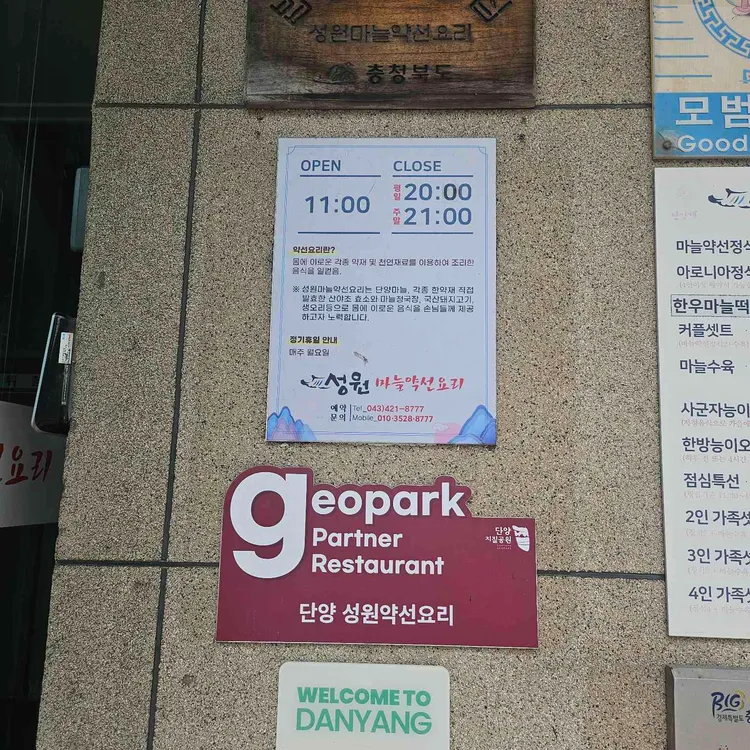 성원마늘약선요리
충청북도
OPEN
11:00
CLOSE
평일 20:00
주말 21:00
약선요리란?
몸에 이로운 각종 약재 및 천연재료를 이용하여 조리한
음식을 일컬음.
※ 성원마늘약선요리는 단양마늘, 각종 한약재 직접
발효한 산야초 효소와 마늘청국장, 국산돼지고기,
생오리등으로 몸에 이로운 음식을 손님들께 제공
하고자 노력합니다.
정기휴일 안내
매주 월요일
성원 마늘약선요리
예약 Tel_043)421-8777
문의 Mobile_010·3528·8777
geopark
Partner
Restaurant
단양
지질공원
단양 성원약선요리
WELCOME TO
DANYANG
모범
Good
마늘약선정식
아로니아정식
한우마늘떡
커플셋트
마늘수육
사군자능이
한방능이오
점심특선
2인 가족셋
3인 가족셋
4인 가족셋
BIG
경제특별도
요리